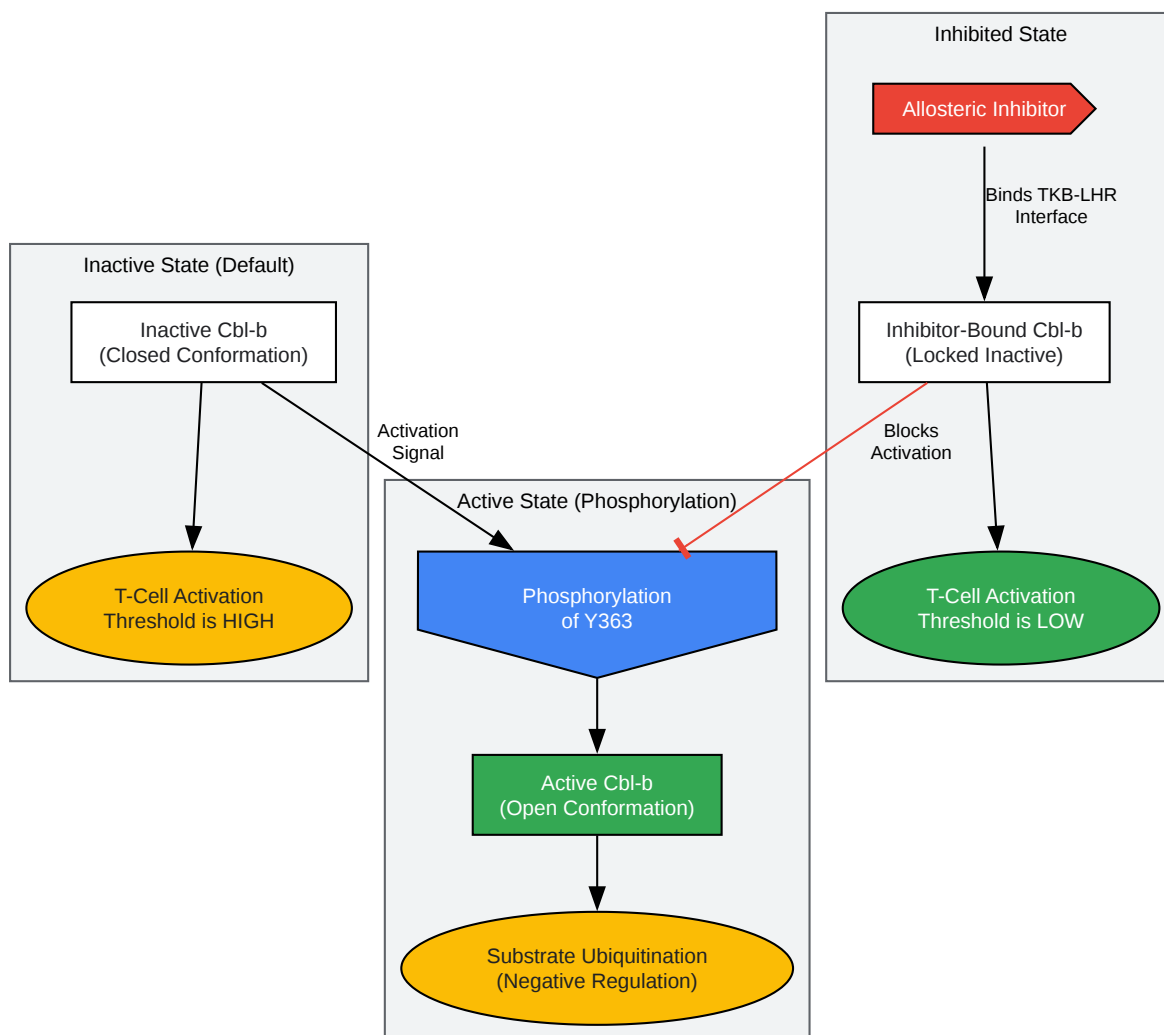 Inhibited State
Allosteric Inhibitor
Binds TKB-LHR
Interface
Inactive State (Default)
Inactive Cbl-b
(Closed Conformation)
Inhibitor-Bound Cbl-b
(Locked Inactive)
Activation
Signal
Blocks
Activation
Active State (Phosphorylation)
T-Cell Activation
Threshold is HIGH
Phosphorylation
of Y363
T-Cell Activation
Threshold is LOW
Active Cbl-b
(Open Conformation)
Substrate Ubiquitination
(Negative Regulation)